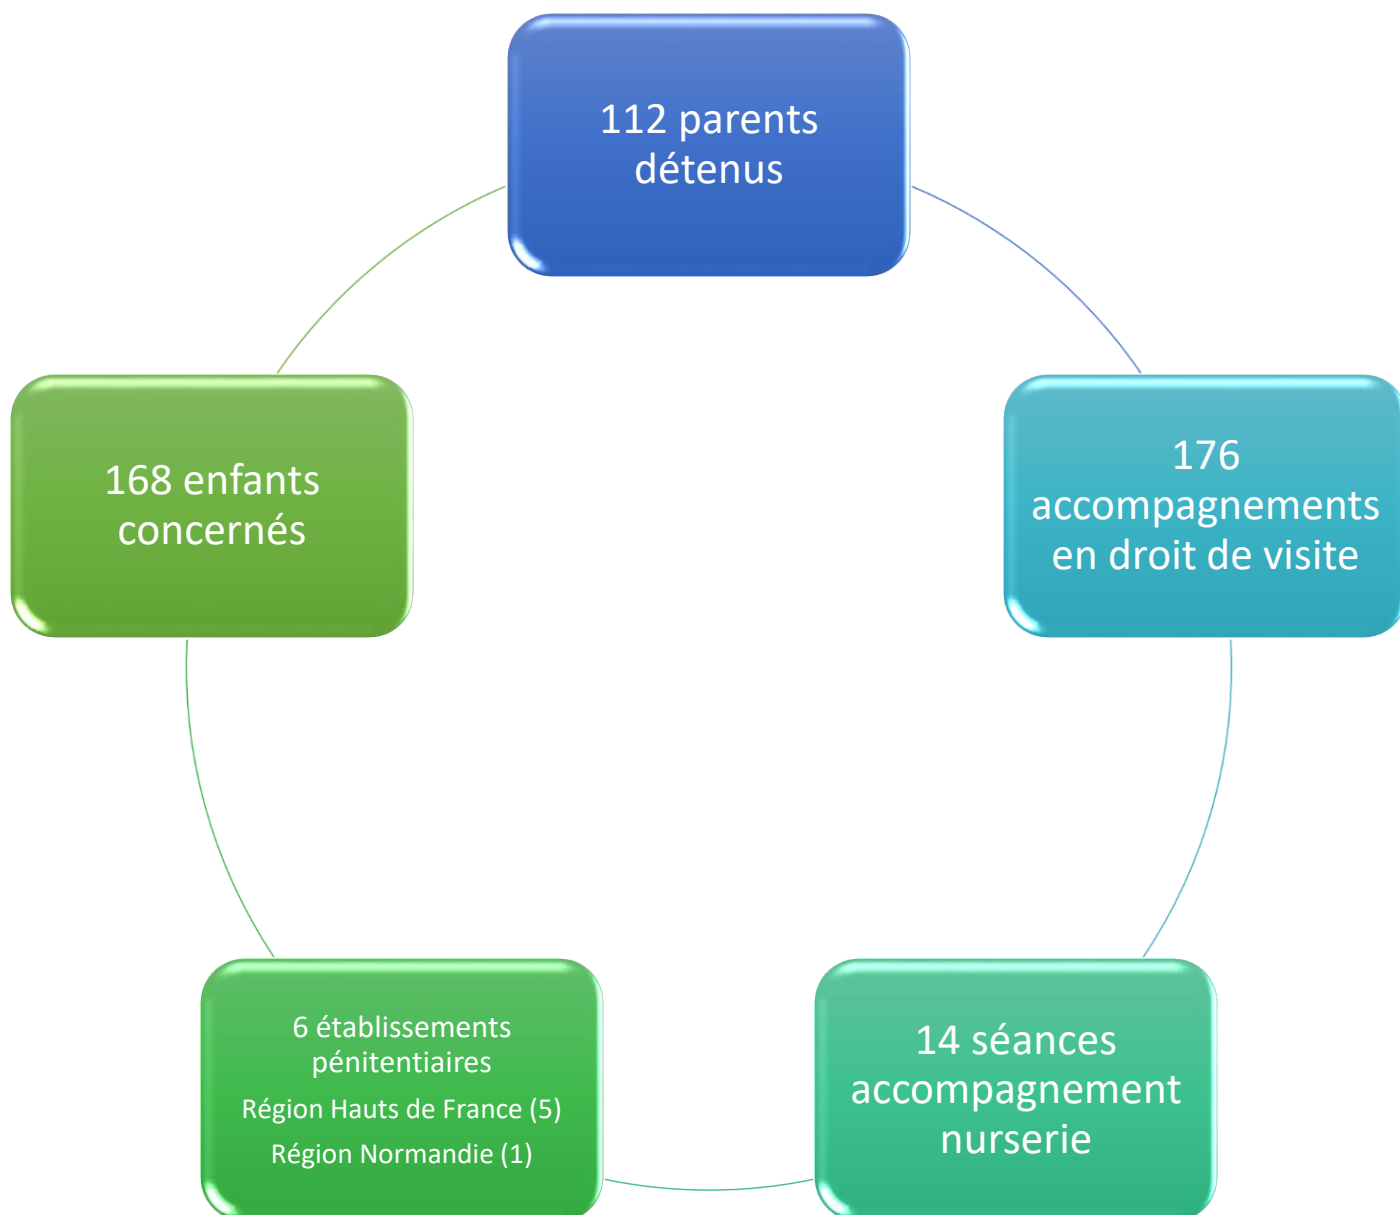 112 parents
détenus
176
accompagnements
en droit de visite
14 séances
accompagnement
nurserie
6 établissements
pénitentiaires
Région Hauts de France (5)
Région Normandie (1)
168 enfants
concernés